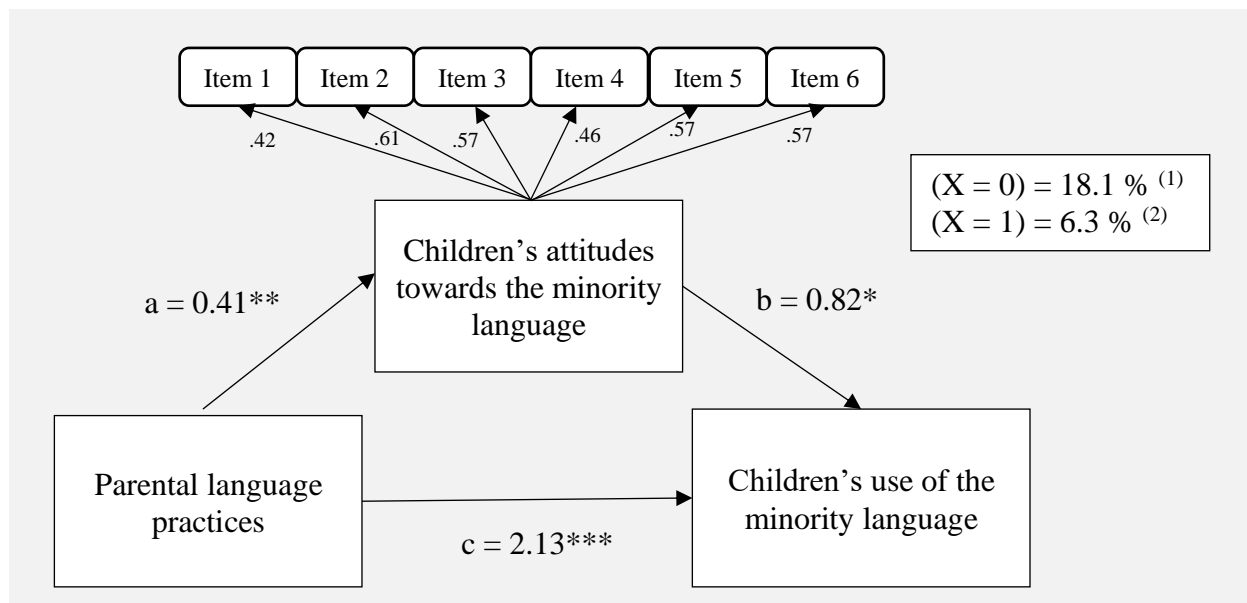 Item 1
Item 2
Item 3
Item 4
Item 5
Item 6
.42
.61
.57
.46
.57
.57
(X = 0) = 18.1 % (1)
(X = 1) = 6.3 % (2)
Children’s attitudes
towards the minority
language
a = 0.41**
b = 0.82*
Parental language
practices
Children’s use of the
minority language
c = 2.13***